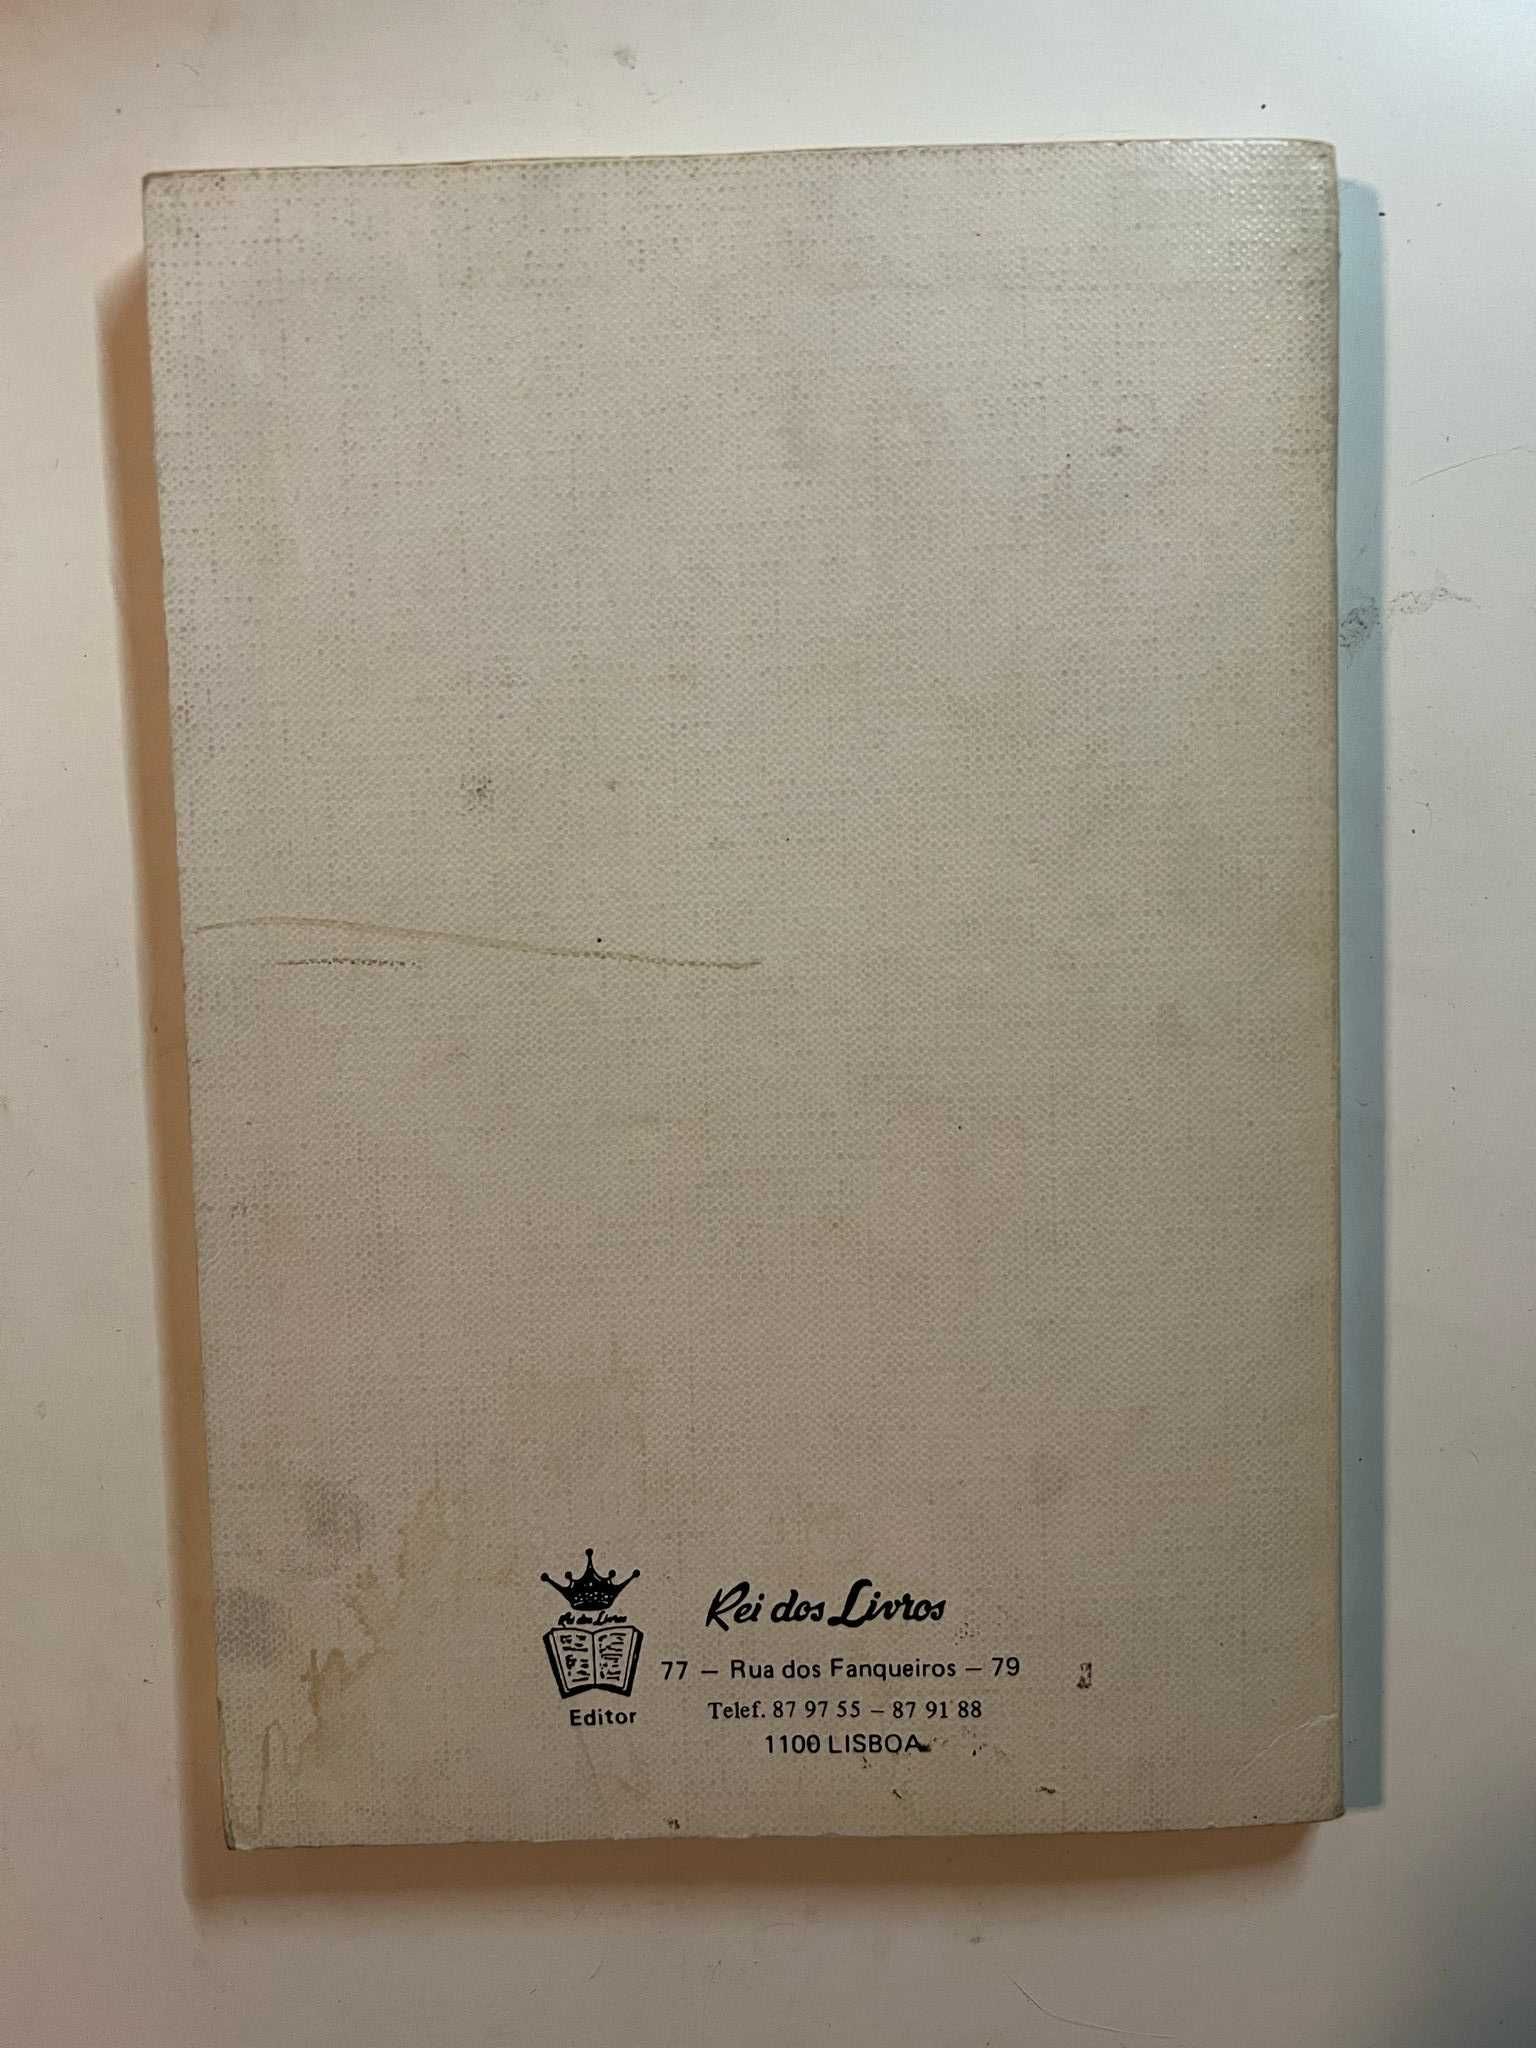 Rei dos Livros
Editor
Rei dos Livros
77 – Rua dos Fanqueiros – 79
Telef. 87 97 55 – 87 91 88
1100 LISBOA